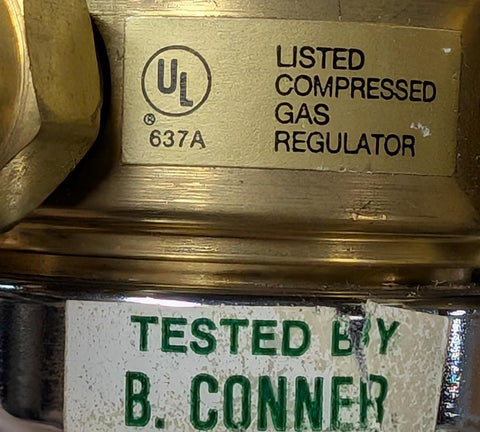 UL
®
637A
LISTED
COMPRESSED
GAS
REGULATOR
TESTED BY
B. CONNER